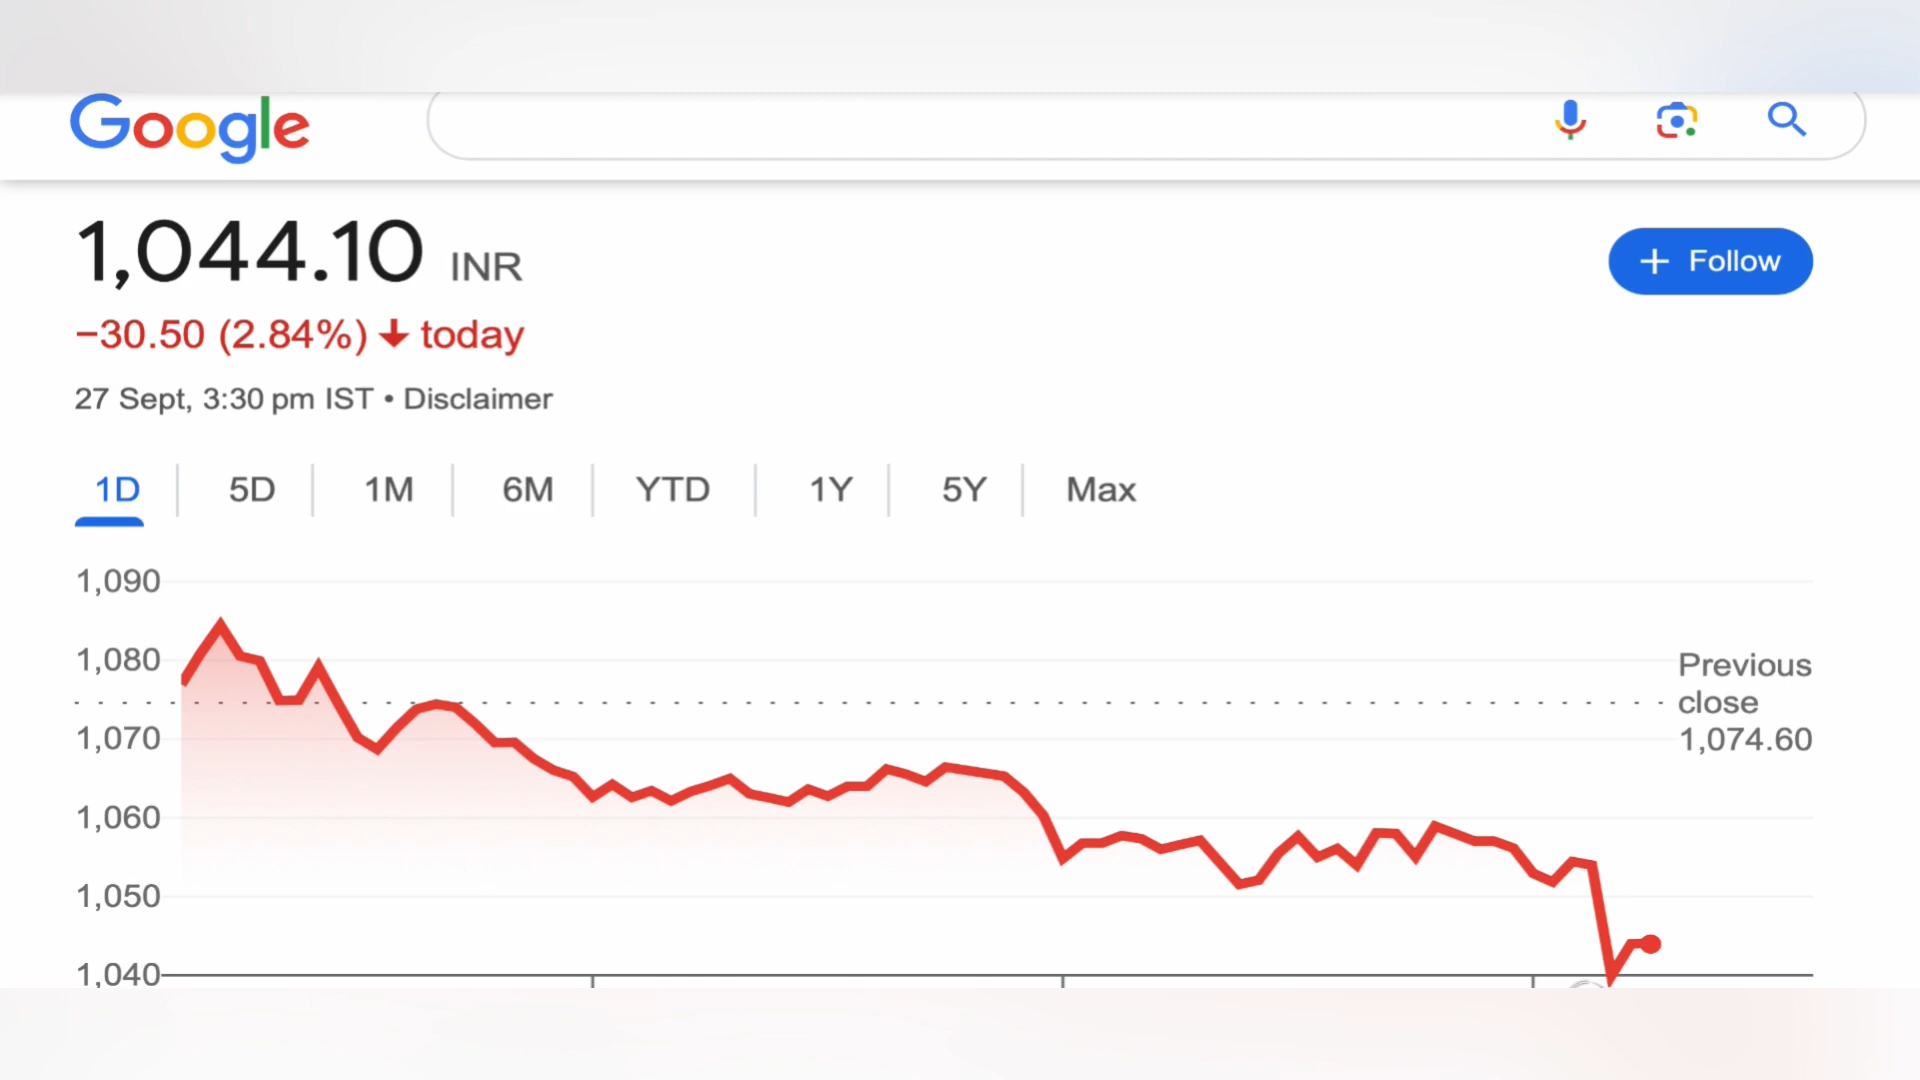 Google
1,044.10 INR
+ Follow
−30.50 (2.84%) ↓ today
27 Sept, 3:30 pm IST • Disclaimer
1D 5D 1M 6M YTD 1Y 5Y Max
1,090
1,080
1,070
1,060
1,050
1,040
Previous
close
1,074.60